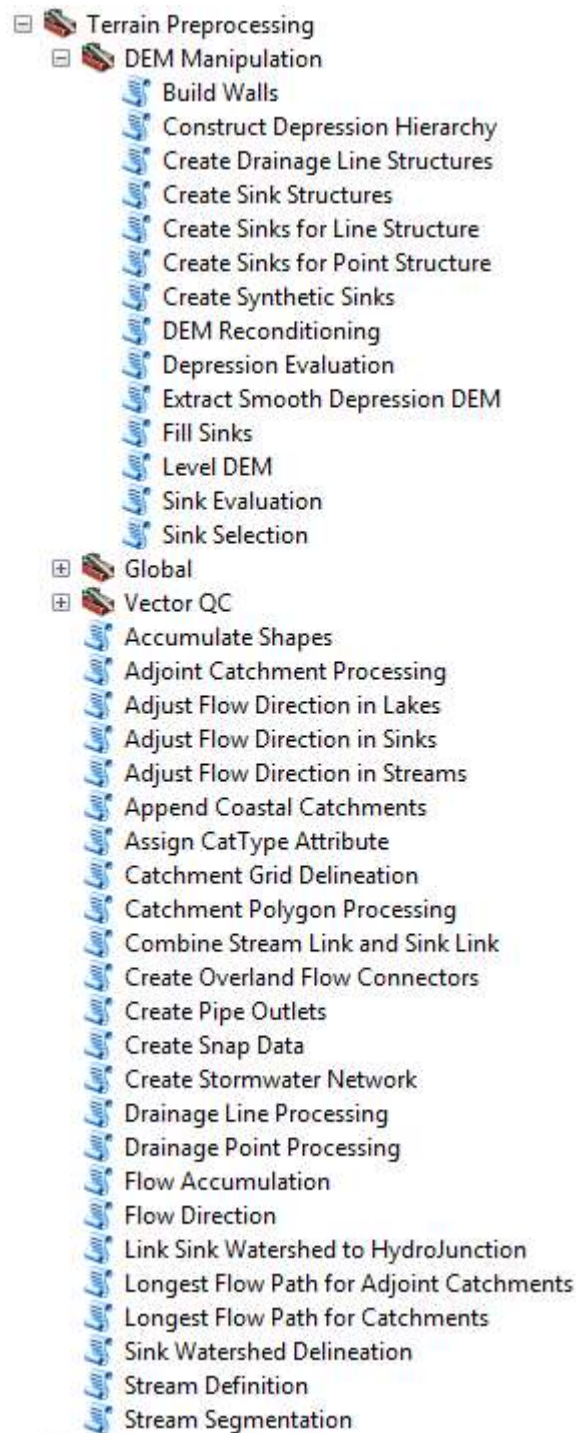 Terrain Preprocessing
DEM Manipulation
Build Walls
Construct Depression Hierarchy
Create Drainage Line Structures
Create Sink Structures
Create Sinks for Line Structure
Create Sinks for Point Structure
Create Synthetic Sinks
DEM Reconditioning
Depression Evaluation
Extract Smooth Depression DEM
Fill Sinks
Level DEM
Sink Evaluation
Sink Selection
Global
Vector QC
Accumulate Shapes
Adjoint Catchment Processing
Adjust Flow Direction in Lakes
Adjust Flow Direction in Sinks
Adjust Flow Direction in Streams
Append Coastal Catchments
Assign CatType Attribute
Catchment Grid Delineation
Catchment Polygon Processing
Combine Stream Link and Sink Link
Create Overland Flow Connectors
Create Pipe Outlets
Create Snap Data
Create Stormwater Network
Drainage Line Processing
Drainage Point Processing
Flow Accumulation
Flow Direction
Link Sink Watershed to HydroJunction
Longest Flow Path for Adjoint Catchments
Longest Flow Path for Catchments
Sink Watershed Delineation
Stream Definition
Stream Segmentation